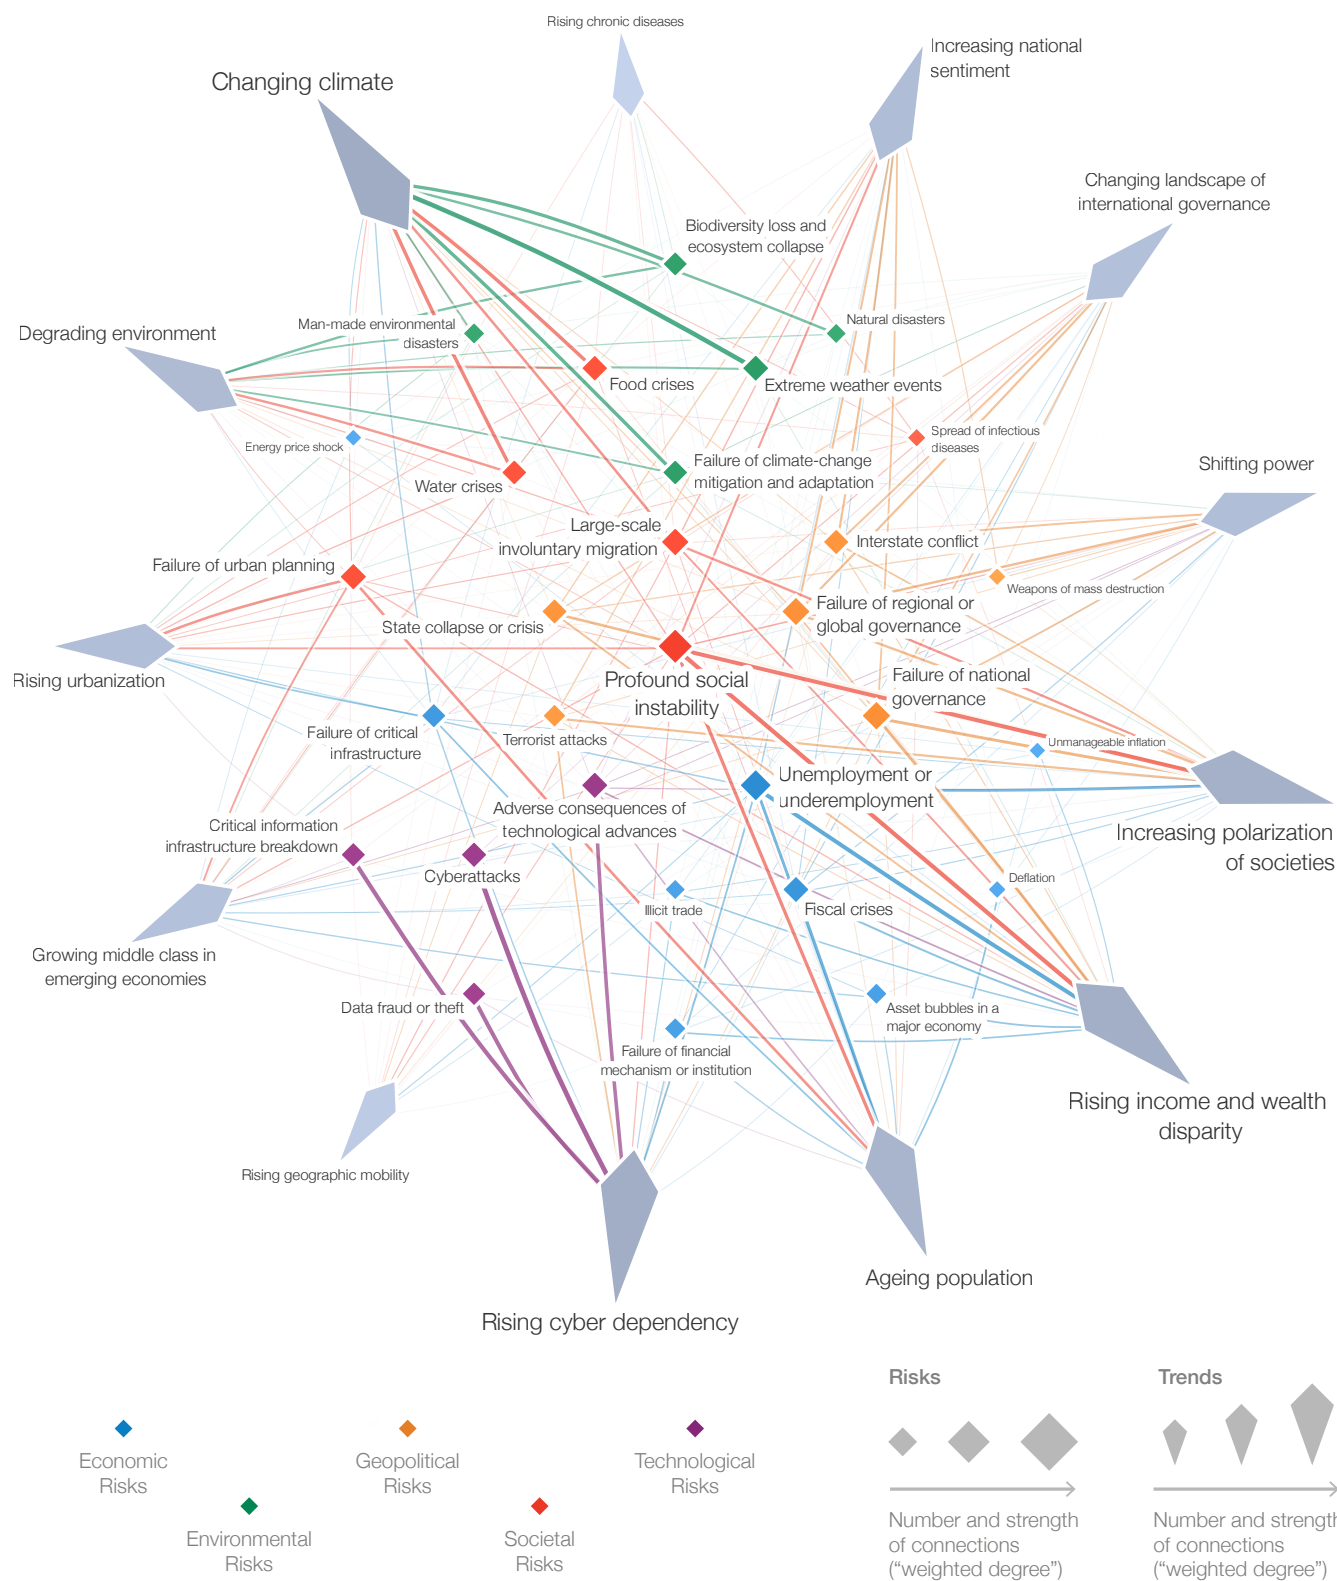 Rising chronic diseases
Increasing national
sentiment
Changing climate
Changing landscape of
international governance
Biodiversity loss and
ecosystem collapse
Degrading environment
Man-made environmental
disasters
Natural disasters
Food crises
Extreme weather events
Energy price shock
Spread of infectious
diseases
Shifting power
Water crises
Failure of climate-change
mitigation and adaptation
Large-scale
involuntary migration
Interstate conflict
Failure of urban planning
Weapons of mass destruction
State collapse or crisis
Failure of regional or
global governance
Rising urbanization
Profound social
instability
Failure of national
governance
Failure of critical
infrastructure
Terrorist attacks
Unmanageable inflation
Unemployment or
underemployment
Adverse consequences of
technological advances
Increasing polarization
of societies
Critical information
infrastructure breakdown
Cyberattacks
Illicit trade
Fiscal crises
Deflation
Growing middle class in
emerging economies
Data fraud or theft
Asset bubbles in a
major economy
Failure of financial
mechanism or institution
Rising income and wealth
disparity
Rising geographic mobility
Ageing population
Rising cyber dependency
Risks
Trends
Economic
Risks
Geopolitical
Risks
Technological
Risks
Environmental
Risks
Societal
Risks
Number and strength
of connections
(“weighted degree”)
Number and strength
of connections
(“weighted degree”)